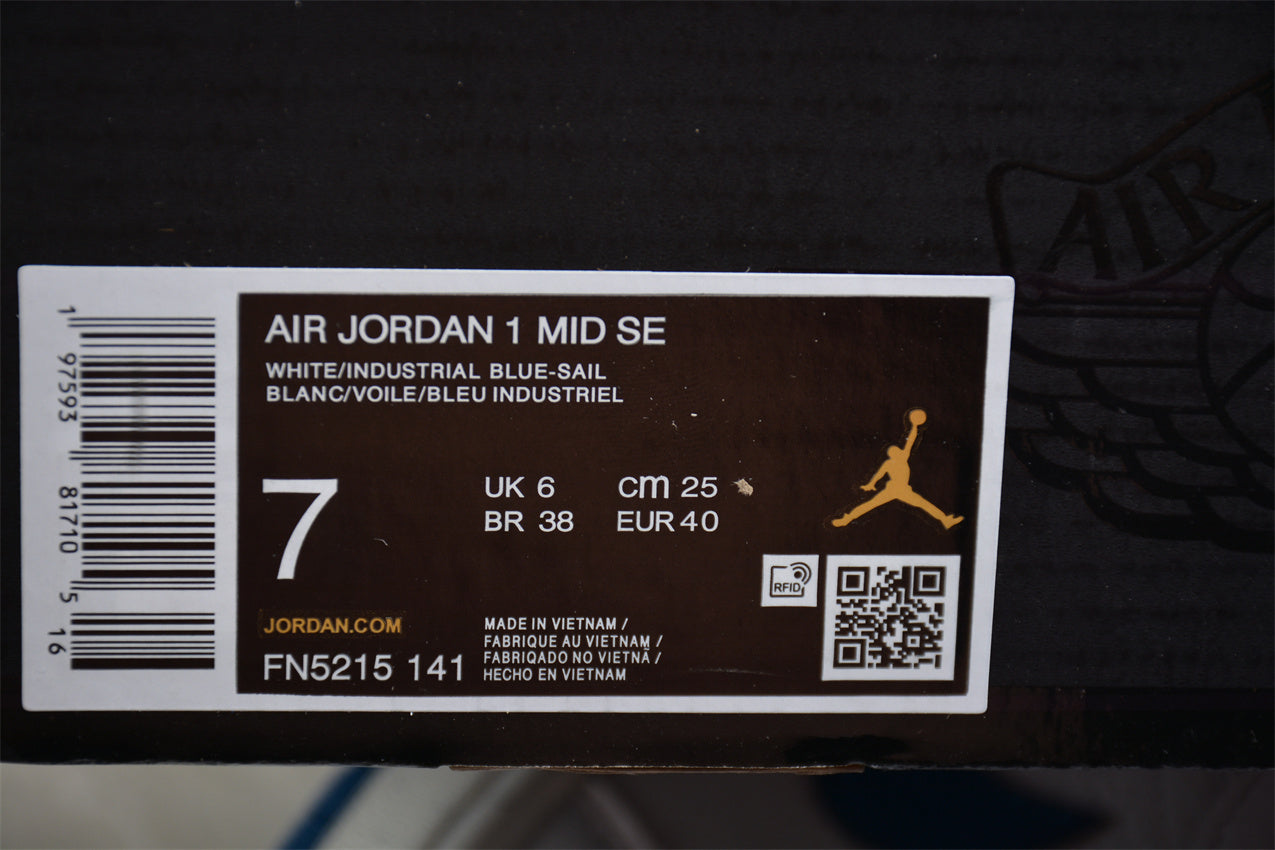 AIR
AIR JORDAN 1 MID SE
WHITE/INDUSTRIAL BLUE-SAIL
BLANC/VOILE/BLEU INDUSTRIEL
7
UK 6
cm 25
BR 38
EUR 40
RFID
JORDAN.COM
FN5215 141
MADE IN VIETNAM /
FABRIQUE AU VIETNAM /
FABRIQADO NO VIETNÃ /
HECHO EN VIETNAM
1 97593 81710 5 16